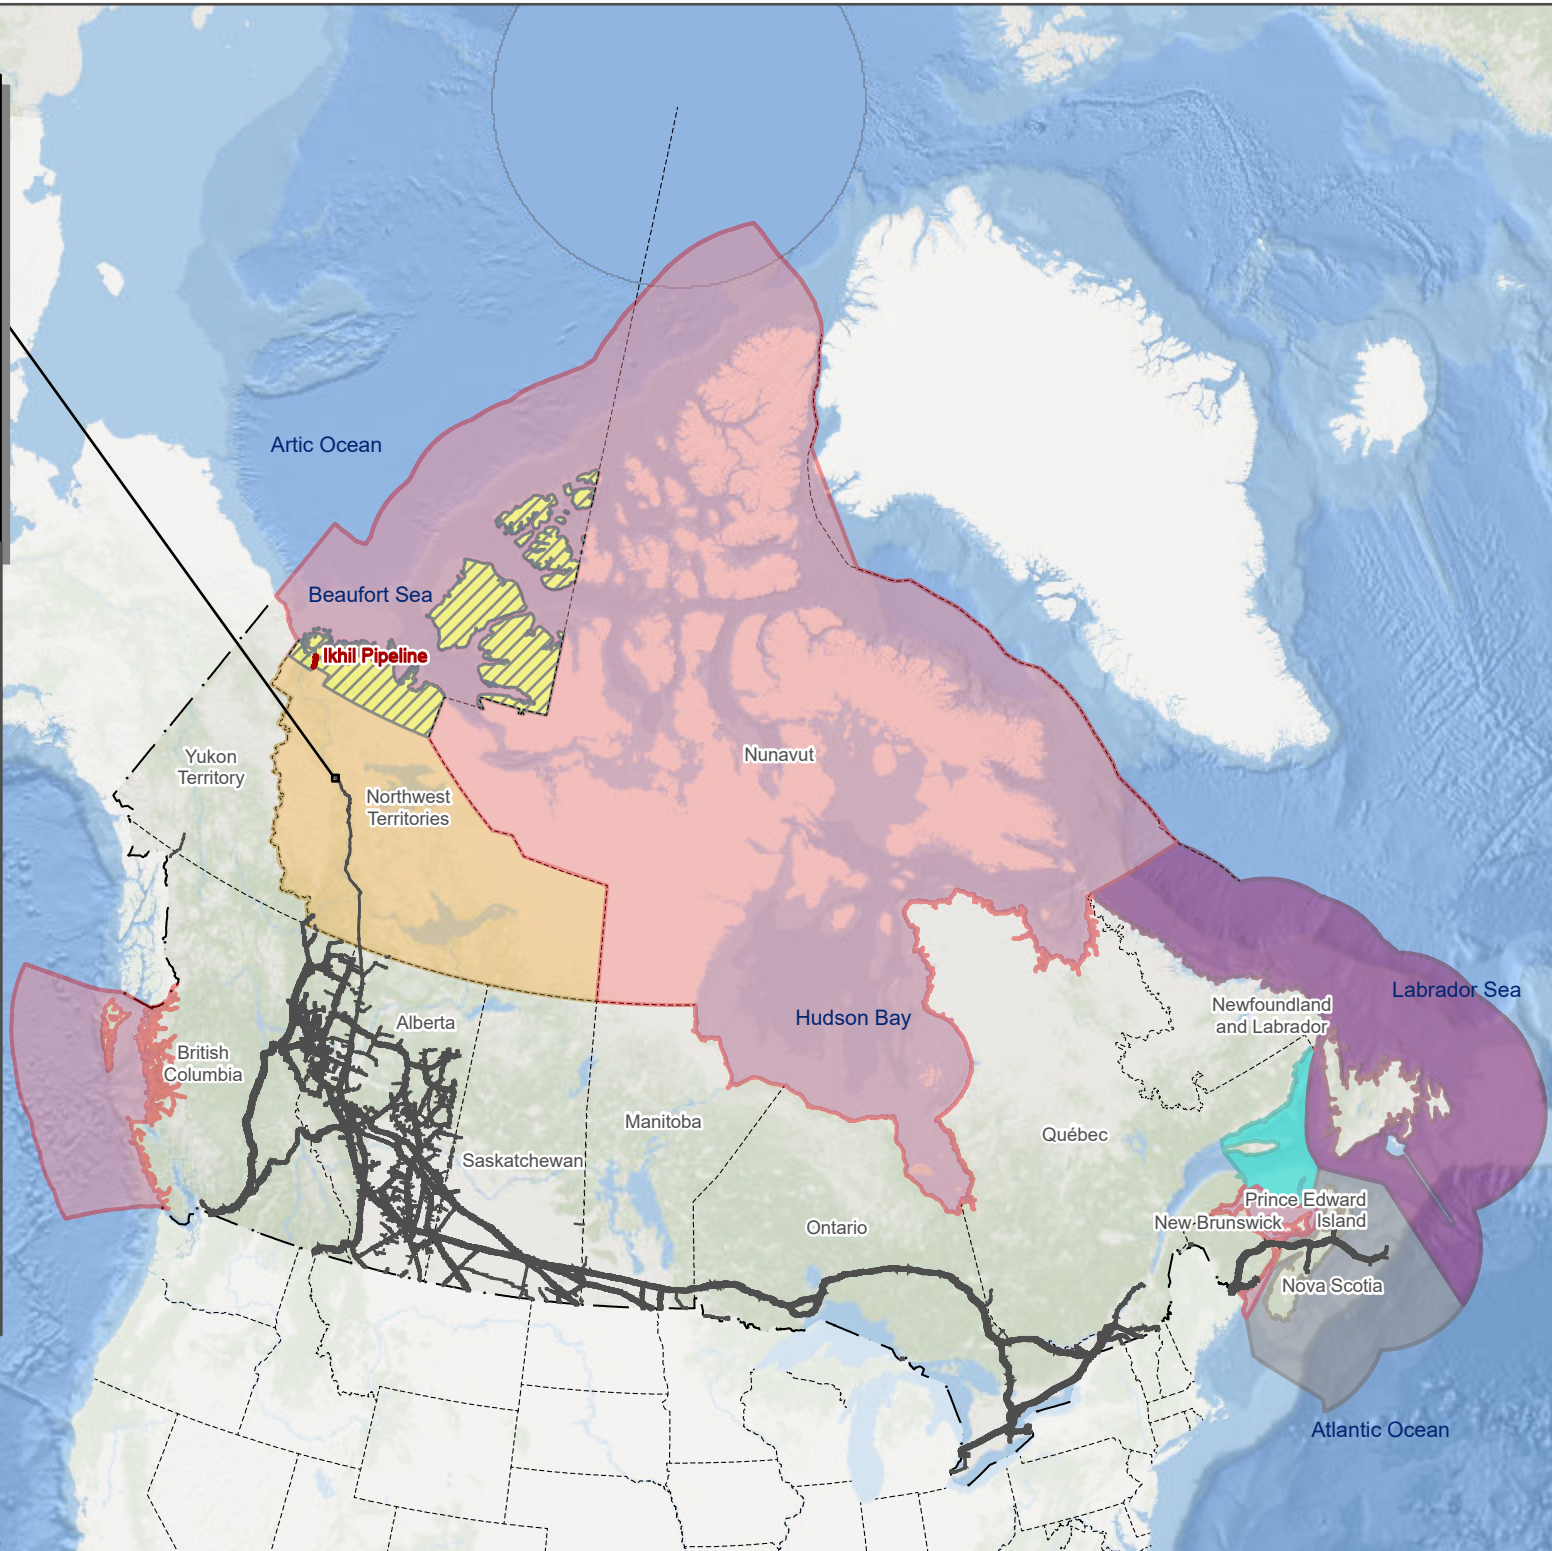 Artic Ocean
Beaufort Sea
Ikhil Pipeline
Yukon
Territory
Nunavut
Northwest
Territories
Labrador Sea
Newfoundland
and Labrador
Hudson Bay
Alberta
British
Columbia
Manitoba
Québec
Saskatchewan
Prince Edward
Island
New Brunswick
Ontario
Nova Scotia
Atlantic Ocean